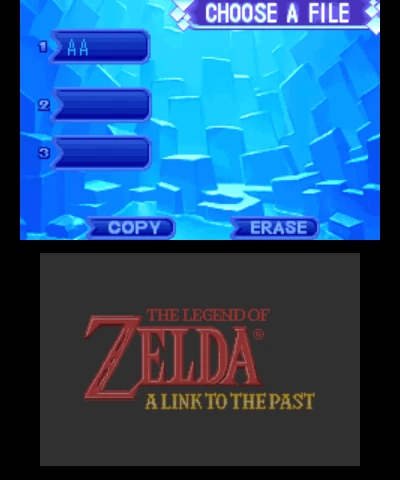 CHOOSE A FILE
1 AA
2
3
COPY ERASE
THE LEGEND OF
ZELDA®
A LINK TO THE PAST